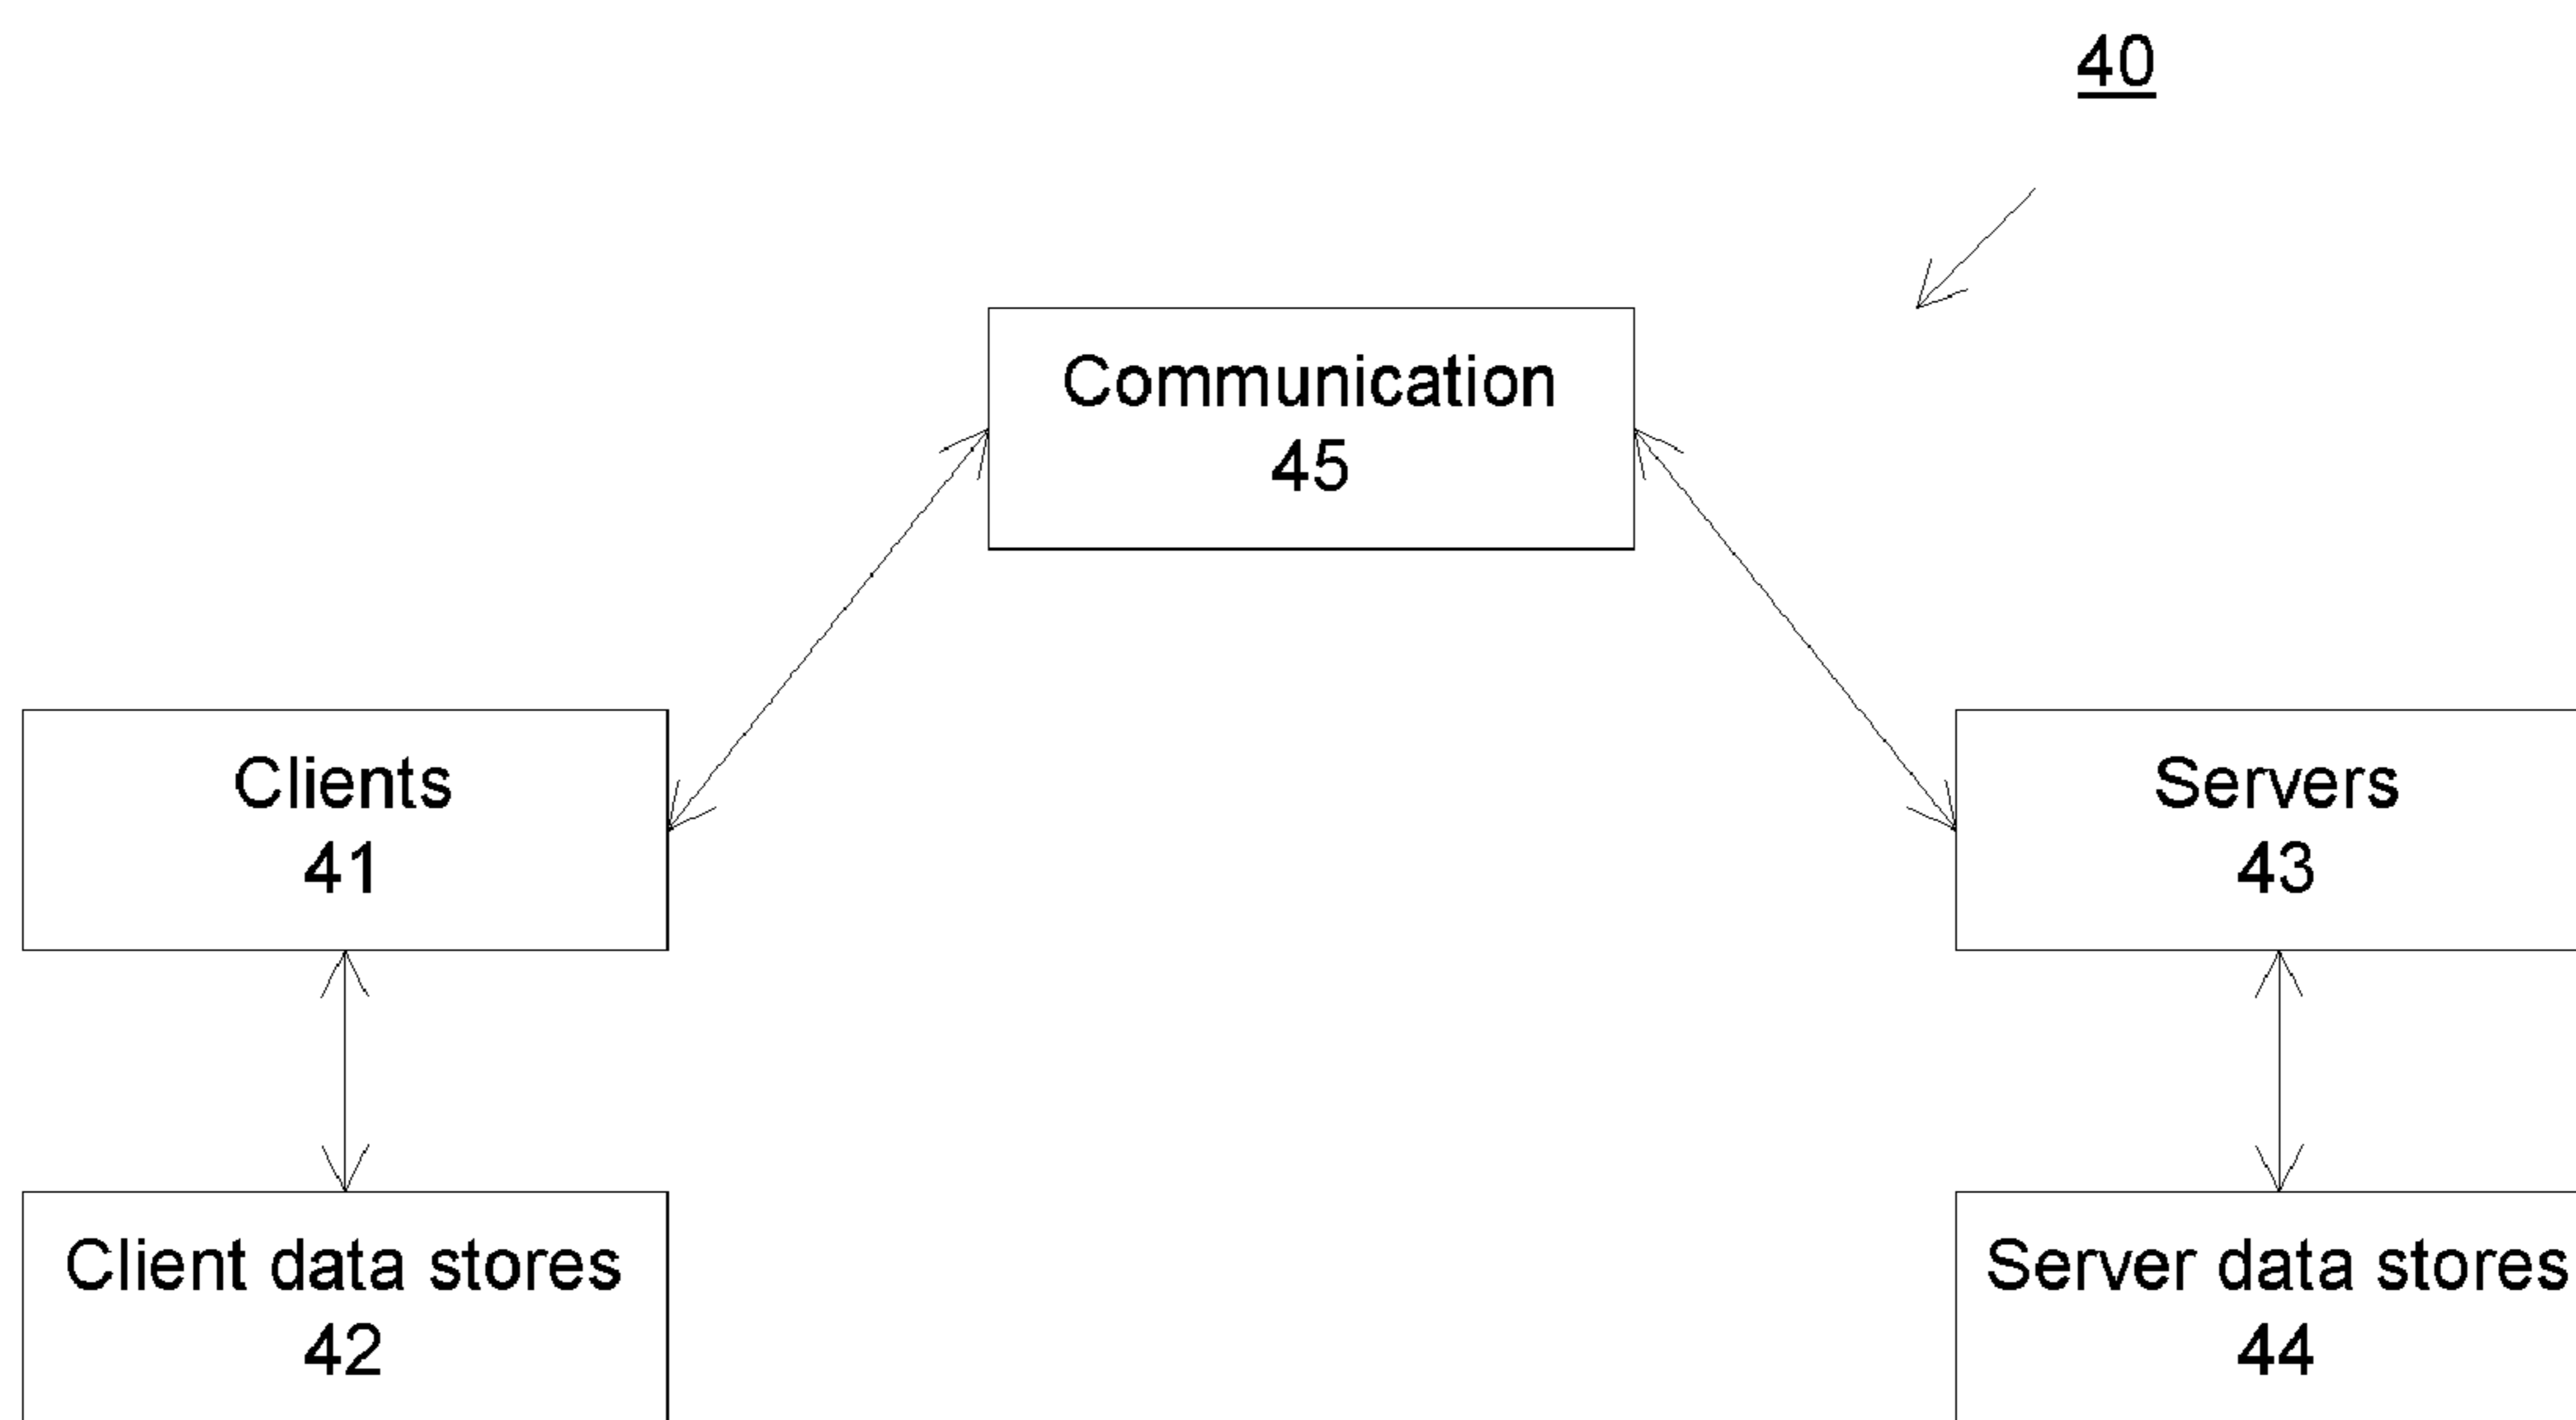 40
Communication
45
Clients
41
Servers
43
Client data stores
42
Server data stores
44